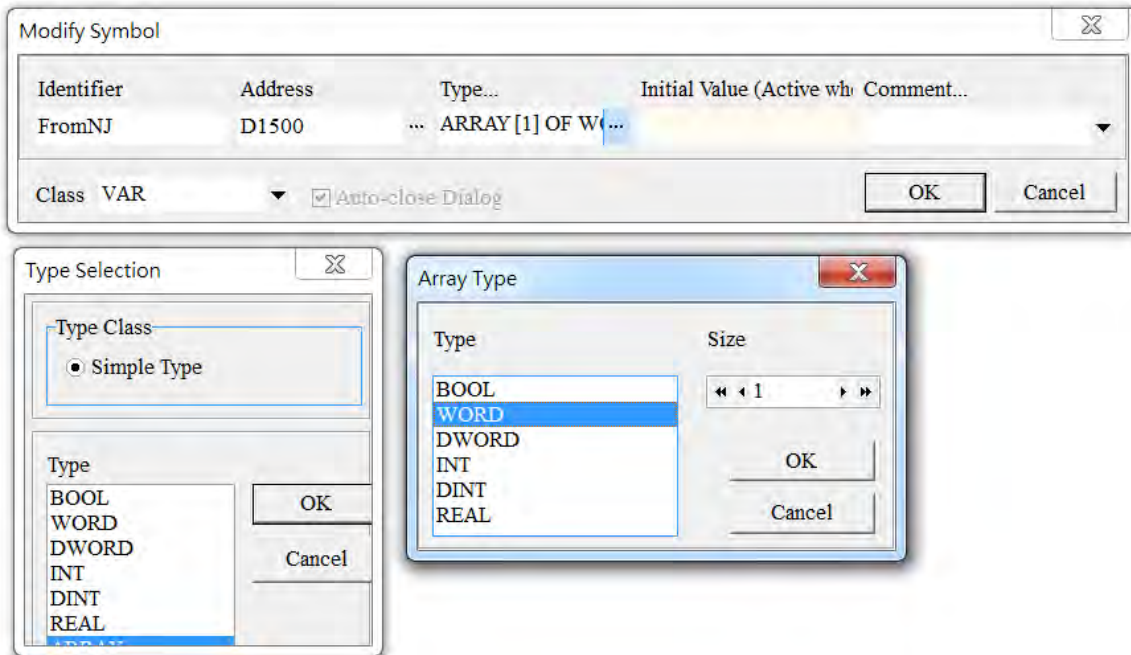 Modify Symbol
Identifier Address Type... Initial Value (Active wh Comment...
FromNJ D1500 ... ARRAY [1] OF W ...
Class VAR Auto-close Dialog OK Cancel
Type Selection
Type Class
Simple Type
Type
BOOL
WORD
DWORD
INT
DINT
REAL
ARRAY
OK
Cancel
Array Type
Type Size
BOOL
WORD
DWORD
INT
DINT
REAL
1
OK
Cancel